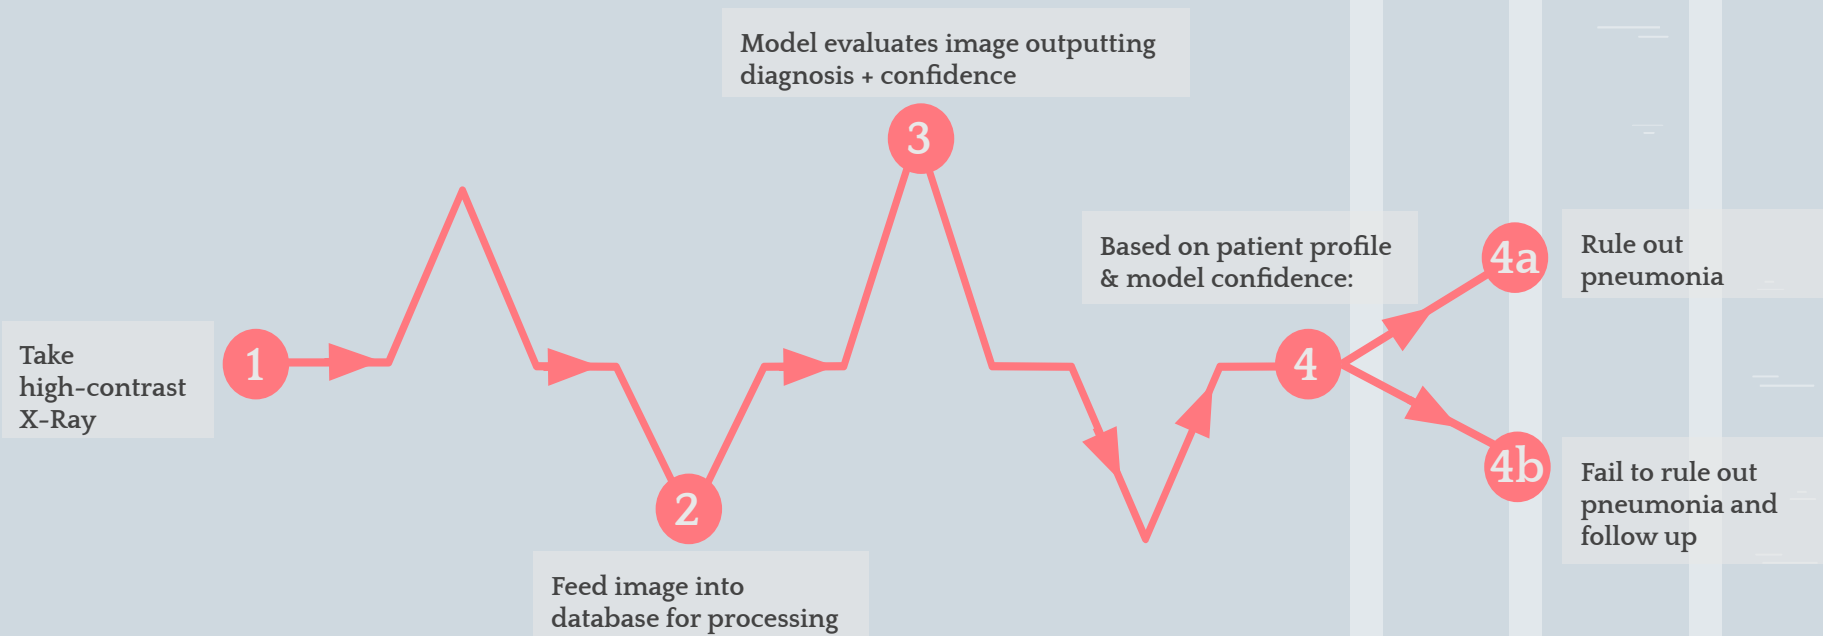 Model evaluates image outputting
diagnosis + confidence
3
Based on patient profile
& model confidence:
4a
Rule out
pneumonia
Take
high-contrast
X-Ray
1
4
4b
Fail to rule out
pneumonia and
follow up
2
Feed image into
database for processing